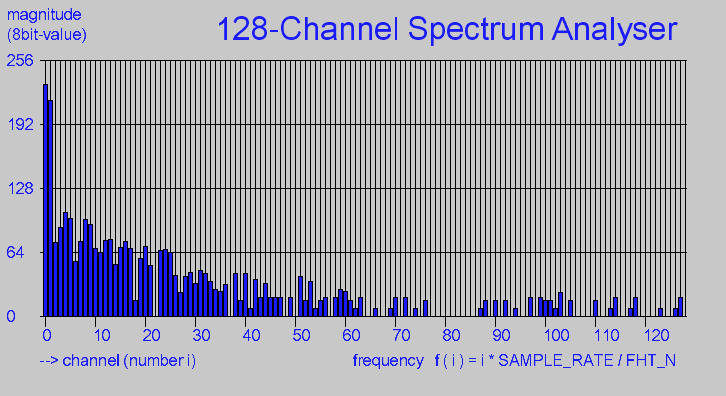 magnitude
(8bit-value)
128-Channel Spectrum Analyser
256
192
128
64
0
0 10 20 30 40 50 60 70 80 90 100 110 120
--> channel (number i) frequency f ( i ) = i * SAMPLE_RATE / FHT_N